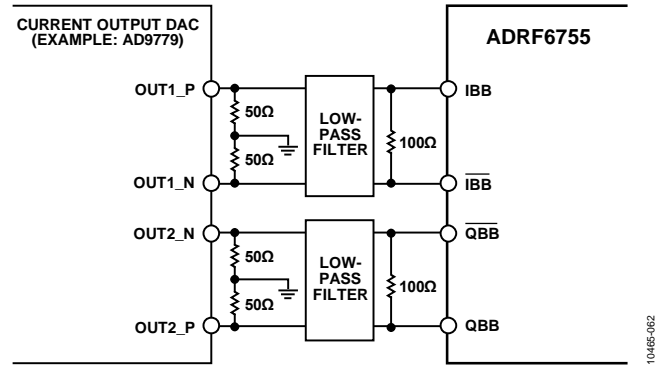 CURRENT OUTPUT DAC
(EXAMPLE: AD9779)
ADRF6755
OUT1_P
IBB
50Ω
50Ω
LOW-
PASS
FILTER
100Ω
OUT1_N
IBB
OUT2_N
QBB
50Ω
50Ω
LOW-
PASS
FILTER
100Ω
OUT2_P
QBB
10465-062